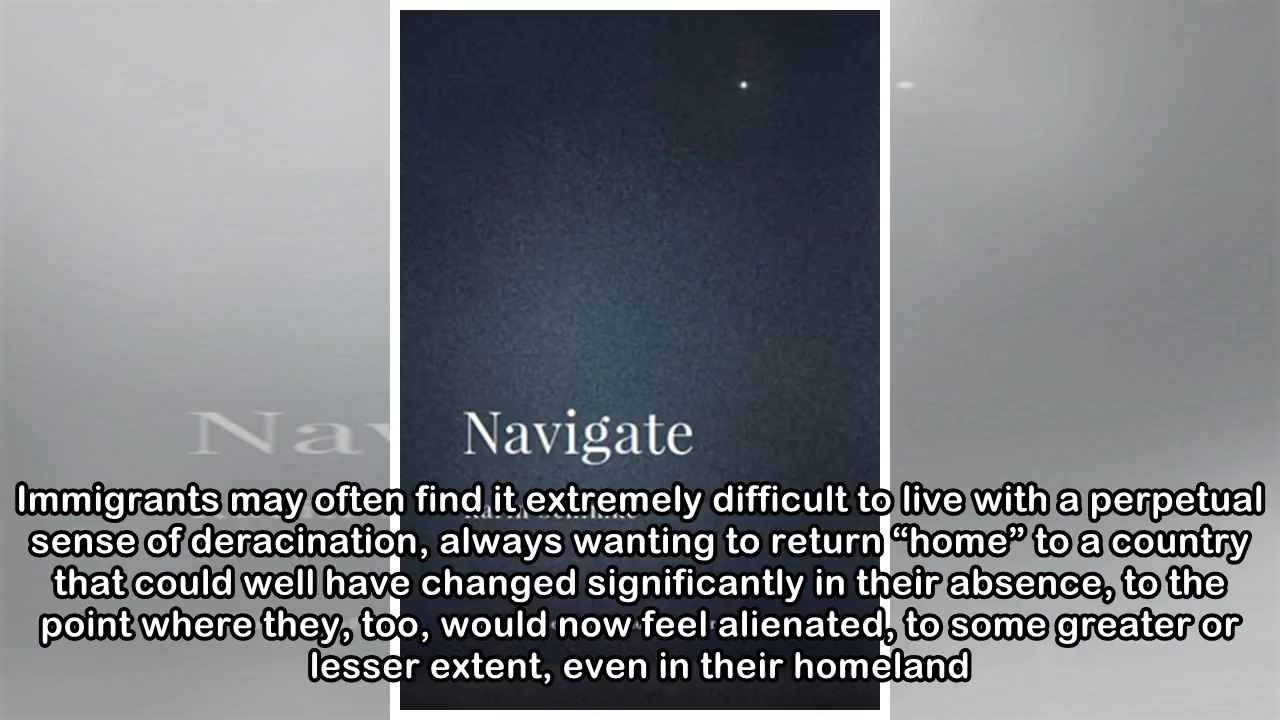 Navigate
Nav
Immigrants may often find it extremely difficult to live with a perpetual
sense of deracination, always wanting to return “home” to a country
that could well have changed significantly in their absence, to the
point where they, too, would now feel alienated, to some greater or
lesser extent, even in their homeland